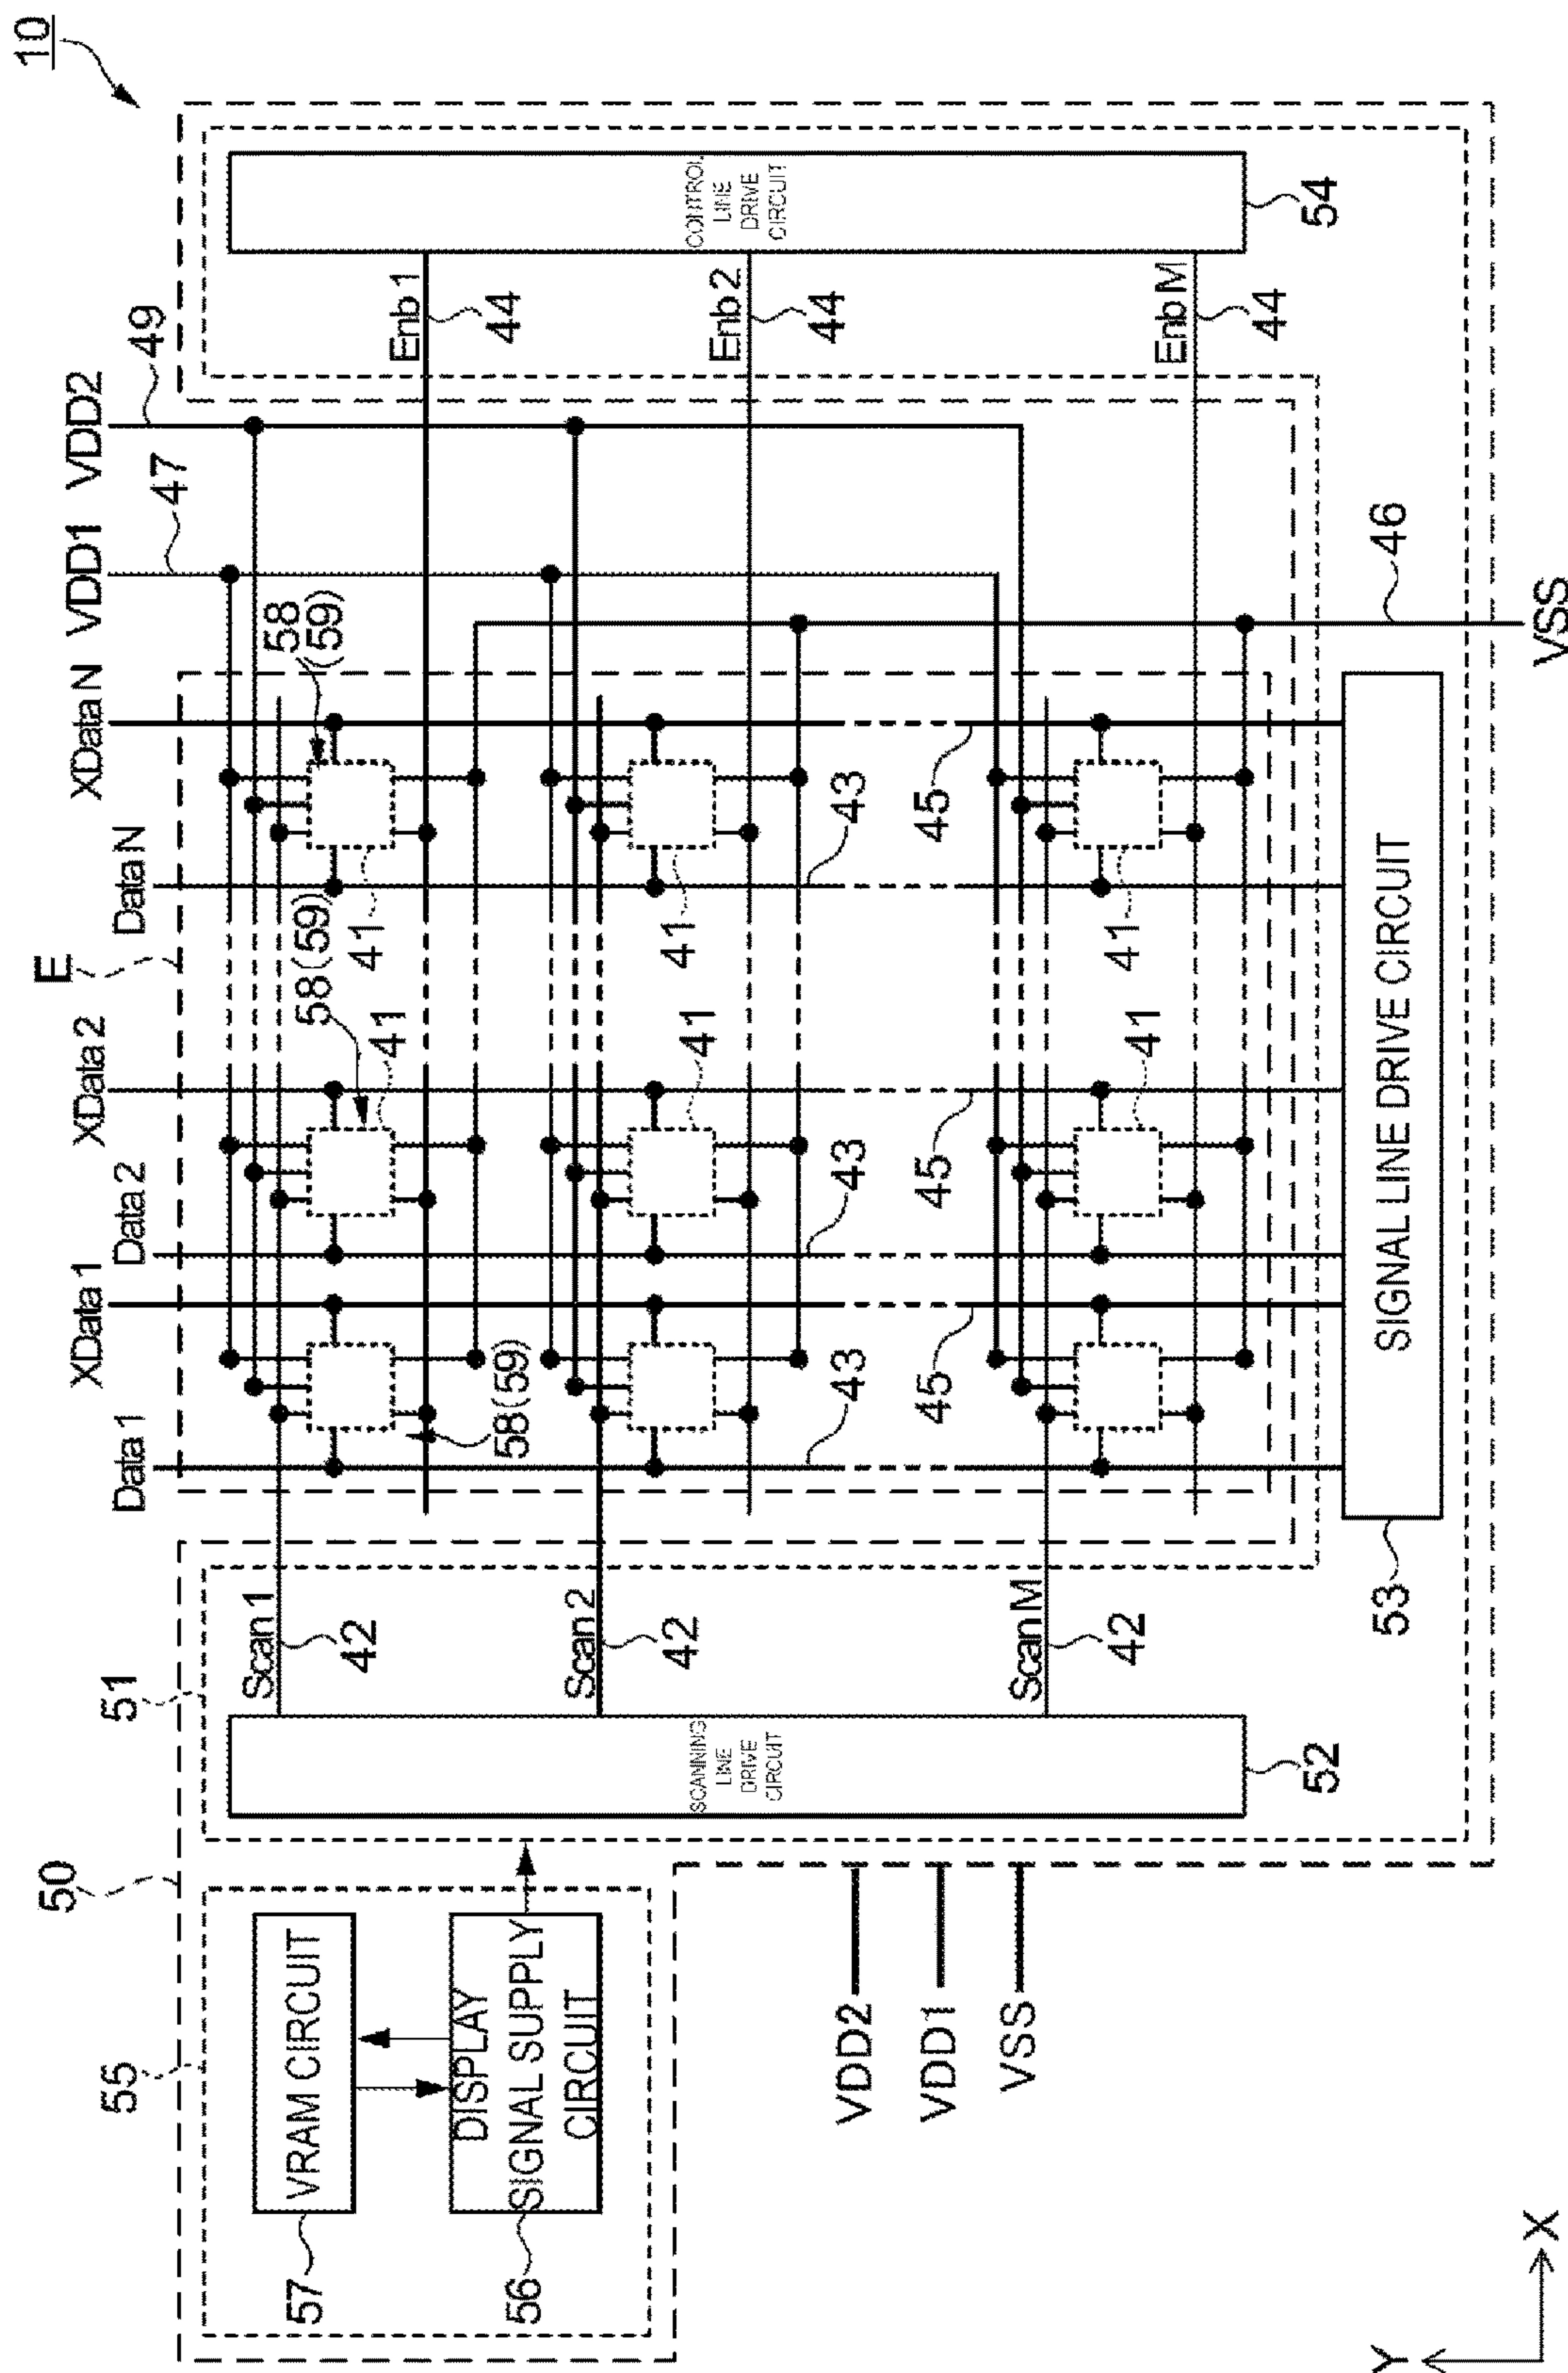 10
50
55
57
VRAM CIRCUIT
56
DISPLAY
SIGNAL SUPPLY
CIRCUIT
VDD2
VDD1
VSS
Y
X
51
SCANNING
LINE
DRIVE
CIRCUIT
52
Scan 1
42
Scan 2
42
Scan M
42
Data 1
XData 1
Data 2
XData 2
E
Data N
XData N
VDD1
47
VDD2
49
58 (59)
58 (59)
58
(59)
41
41
41
41
41
41
43
43
43
45
45
45
Enb 1
44
Enb 2
44
Enb M
44
CONTROL
LINE
DRIVE
CIRCUIT
54
53
SIGNAL LINE DRIVE CIRCUIT
46
VSS